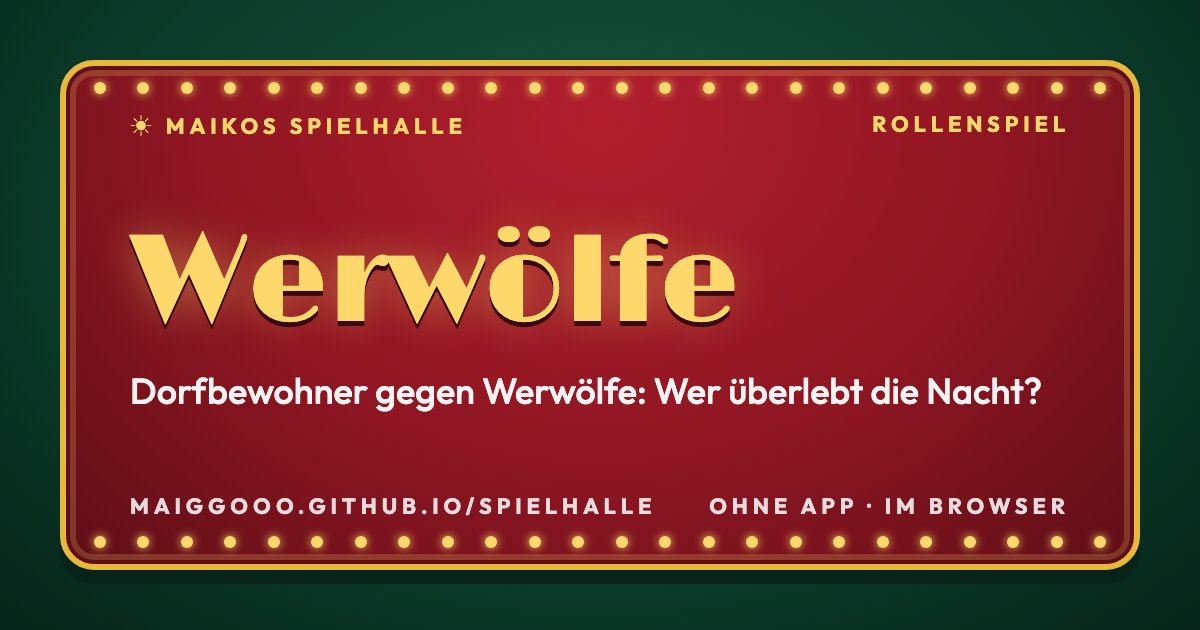 ☀ MAIKOS SPIELHALLE
ROLLENSPIEL
Werwölfe
Dorfbewohner gegen Werwölfe: Wer überlebt die Nacht?
MAIGGOOO.GITHUB.IO/SPIELHALLE
OHNE APP · IM BROWSER